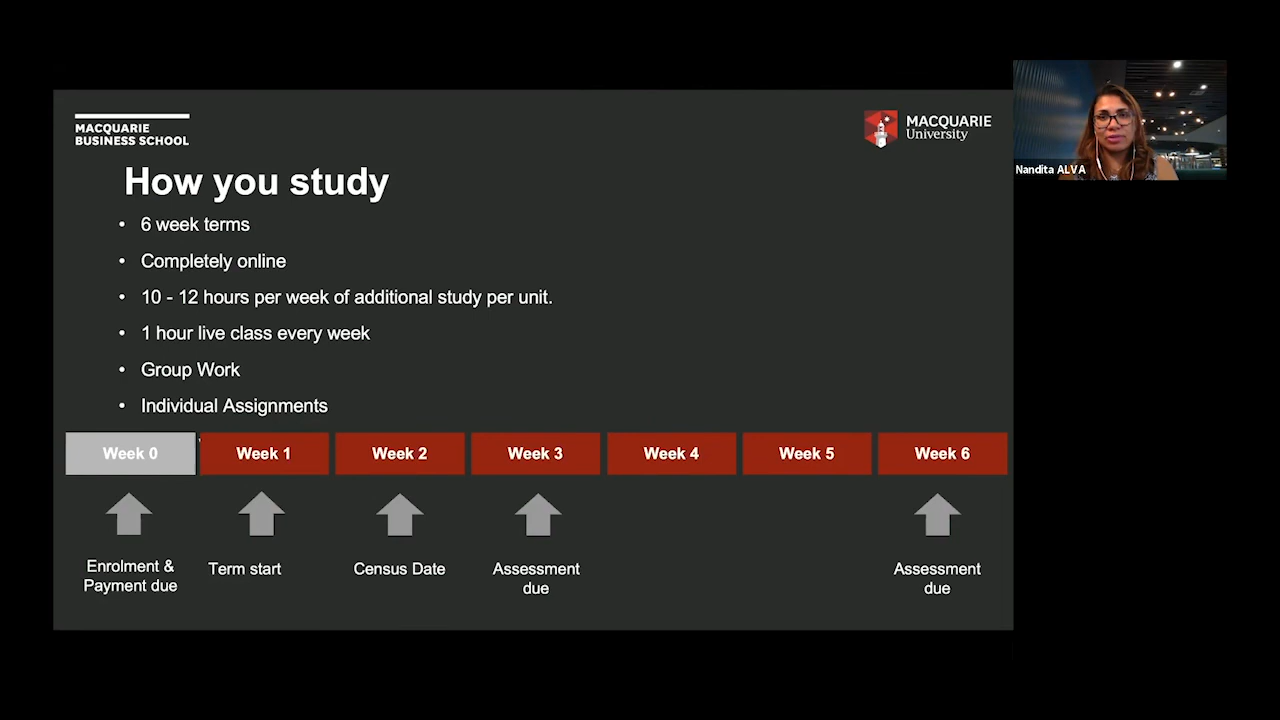 MACQUARIE
BUSINESS SCHOOL
MACQUARIE
University
How you study
• 6 week terms
• Completely online
• 10 - 12 hours per week of additional study per unit.
• 1 hour live class every week
• Group Work
• Individual Assignments
Week 0
Week 1
Week 2
Week 3
Week 4
Week 5
Week 6
Enrolment &
Payment due
Term start
Census Date
Assessment
due
Assessment
due
Nandita ALVA